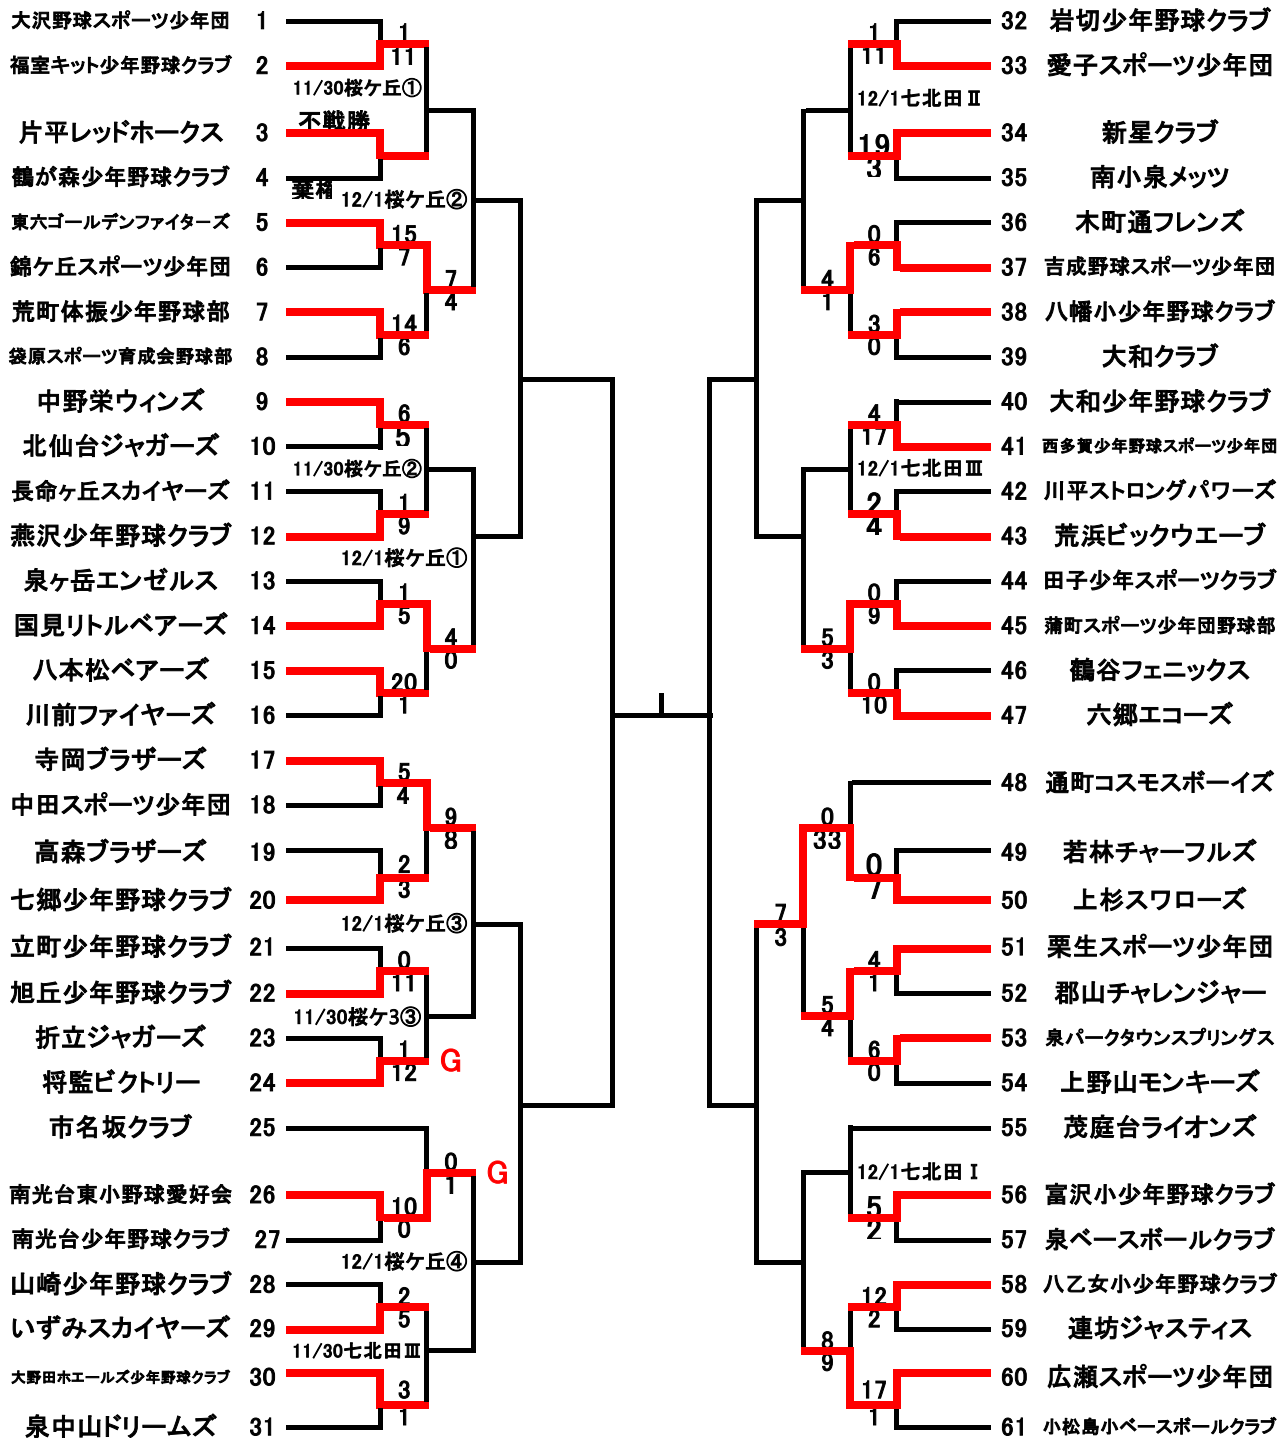 大沢野球スポーツ少年団 1
1
福室キット少年野球クラブ 2
11
11/30桜ケ丘①
不戦勝
片平レッドホークス 3
鶴が森少年野球クラブ 4
棄権
12/1桜ケ丘②
東六ゴールデンファイターズ 5
15
錦ケ丘スポーツ少年団 6
7
7
4
荒町体振少年野球部 7
14
袋原スポーツ育成会野球部 8
6
中野栄ウィンズ 9
6
北仙台ジャガーズ 10
5
11/30桜ケ丘②
長命ヶ丘スカイヤーズ 11
1
燕沢少年野球クラブ 12
9
12/1桜ケ丘①
泉ヶ岳エンゼルス 13
1
国見リトルベアーズ 14
5
4
0
八本松ベアーズ 15
20
川前ファイヤーズ 16
1
寺岡ブラザーズ 17
5
中田スポーツ少年団 18
4
9
8
高森ブラザーズ 19
2
七郷少年野球クラブ 20
3
12/1桜ケ丘③
立町少年野球クラブ 21
0
旭丘少年野球クラブ 22
11
11/30桜ケ3③
折立ジャガーズ 23
1
G
将監ビクトリー 24
12
市名坂クラブ 25
0
G
1
南光台東小野球愛好会 26
10
南光台少年野球クラブ 27
0
12/1桜ケ丘④
山崎少年野球クラブ 28
2
いずみスカイヤーズ 29
5
11/30七北田Ⅲ
大野田ホエールズ少年野球クラブ 30
3
泉中山ドリームズ 31
1
32 岩切少年野球クラブ
1
33 愛子スポーツ少年団
11
12/1七北田Ⅱ
34 新星クラブ
19
35 南小泉メッツ
3
36 木町通フレンズ
0
37 吉成野球スポーツ少年団
6
4
1
38 八幡小少年野球クラブ
3
39 大和クラブ
0
40 大和少年野球クラブ
4
41 西多賀少年野球スポーツ少年団
17
12/1七北田Ⅲ
42 川平ストロングパワーズ
2
43 荒浜ビックウエーブ
4
44 田子少年スポーツクラブ
0
45 蒲町スポーツ少年団野球部
9
5
3
46 鶴谷フェニックス
0
47 六郷エコーズ
10
48 通町コスモスボーイズ
0
33
49 若林チャーフルズ
0
50 上杉スワローズ
7
7
3
51 栗生スポーツ少年団
4
52 郡山チャレンジャー
1
5
4
53 泉パークタウンスプリングス
6
54 上野山モンキーズ
0
55 茂庭台ライオンズ
12/1七北田Ⅰ
56 富沢小少年野球クラブ
5
57 泉ベースボールクラブ
2
58 八乙女小少年野球クラブ
12
59 連坊ジャスティス
2
8
9
60 広瀬スポーツ少年団
17
61 小松島小ベースボールクラブ
1